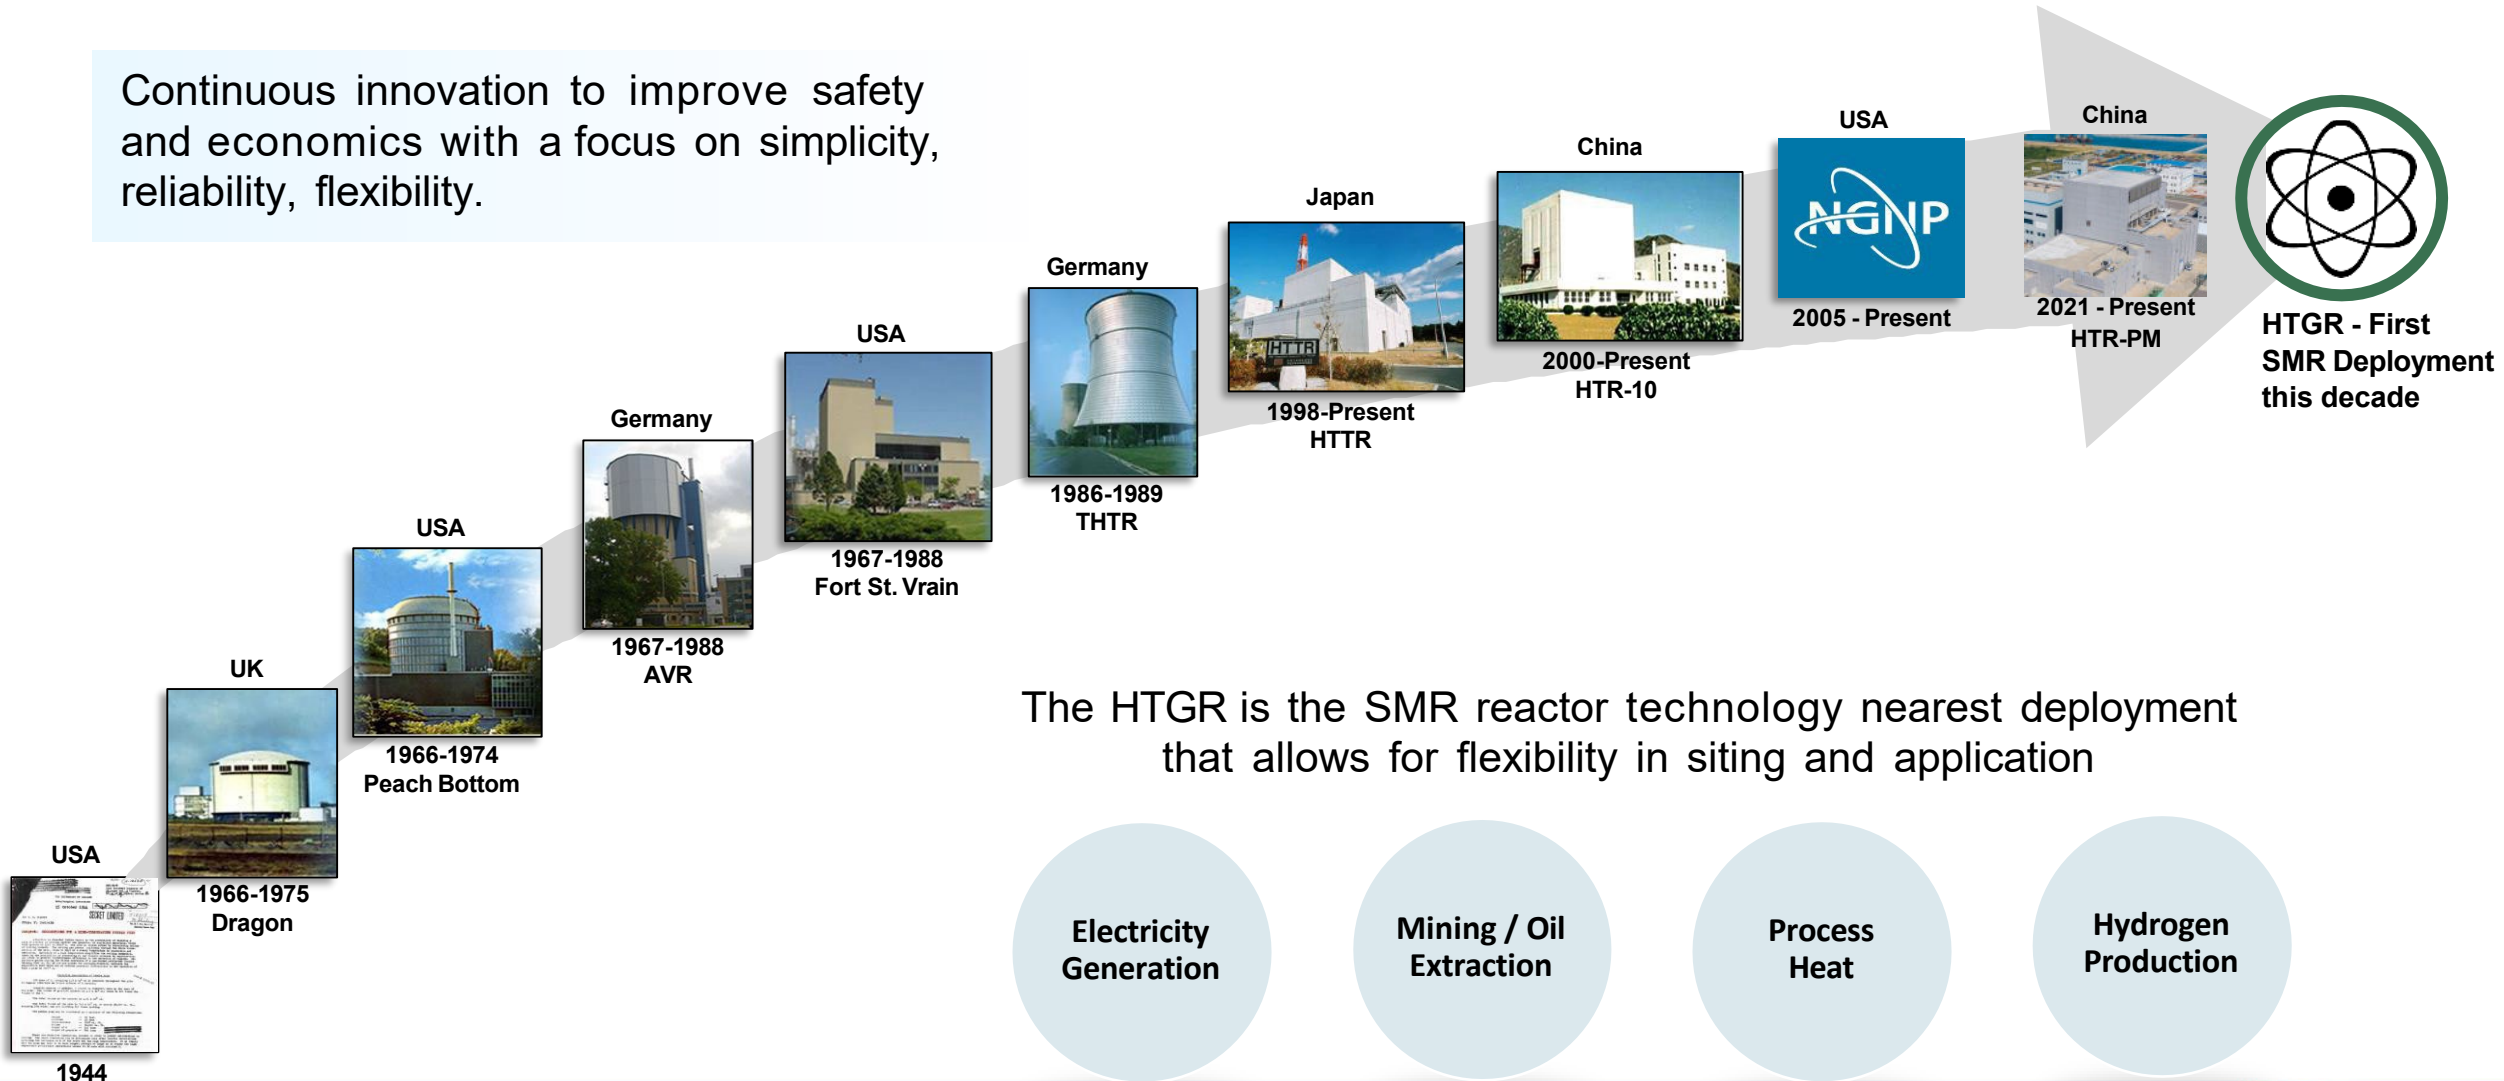 Continuous innovation to improve safety
and economics with a focus on simplicity,
reliability, flexibility.
USA
1944
UK
1966-1975
Dragon
USA
1966-1974
Peach Bottom
Germany
1967-1988
AVR
USA
1967-1988
Fort St. Vrain
Germany
1986-1989
THTR
Japan
HTTR
1998-Present
HTTR
China
2000-Present
HTR-10
USA
NGNP
2005 - Present
China
2021 - Present
HTR-PM
HTGR - First
SMR Deployment
this decade
SECRET LIMITED
The HTGR is the SMR reactor technology nearest deployment
that allows for flexibility in siting and application
Electricity
Generation
Mining / Oil
Extraction
Process
Heat
Hydrogen
Production